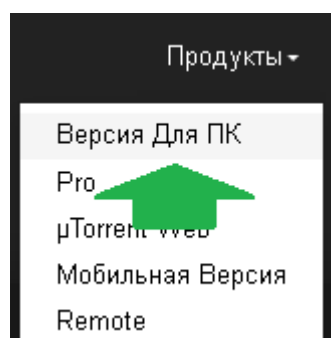 Продукты
Версия Для ПК
Pro
µTorrent Web
Мобильная Версия
Remote